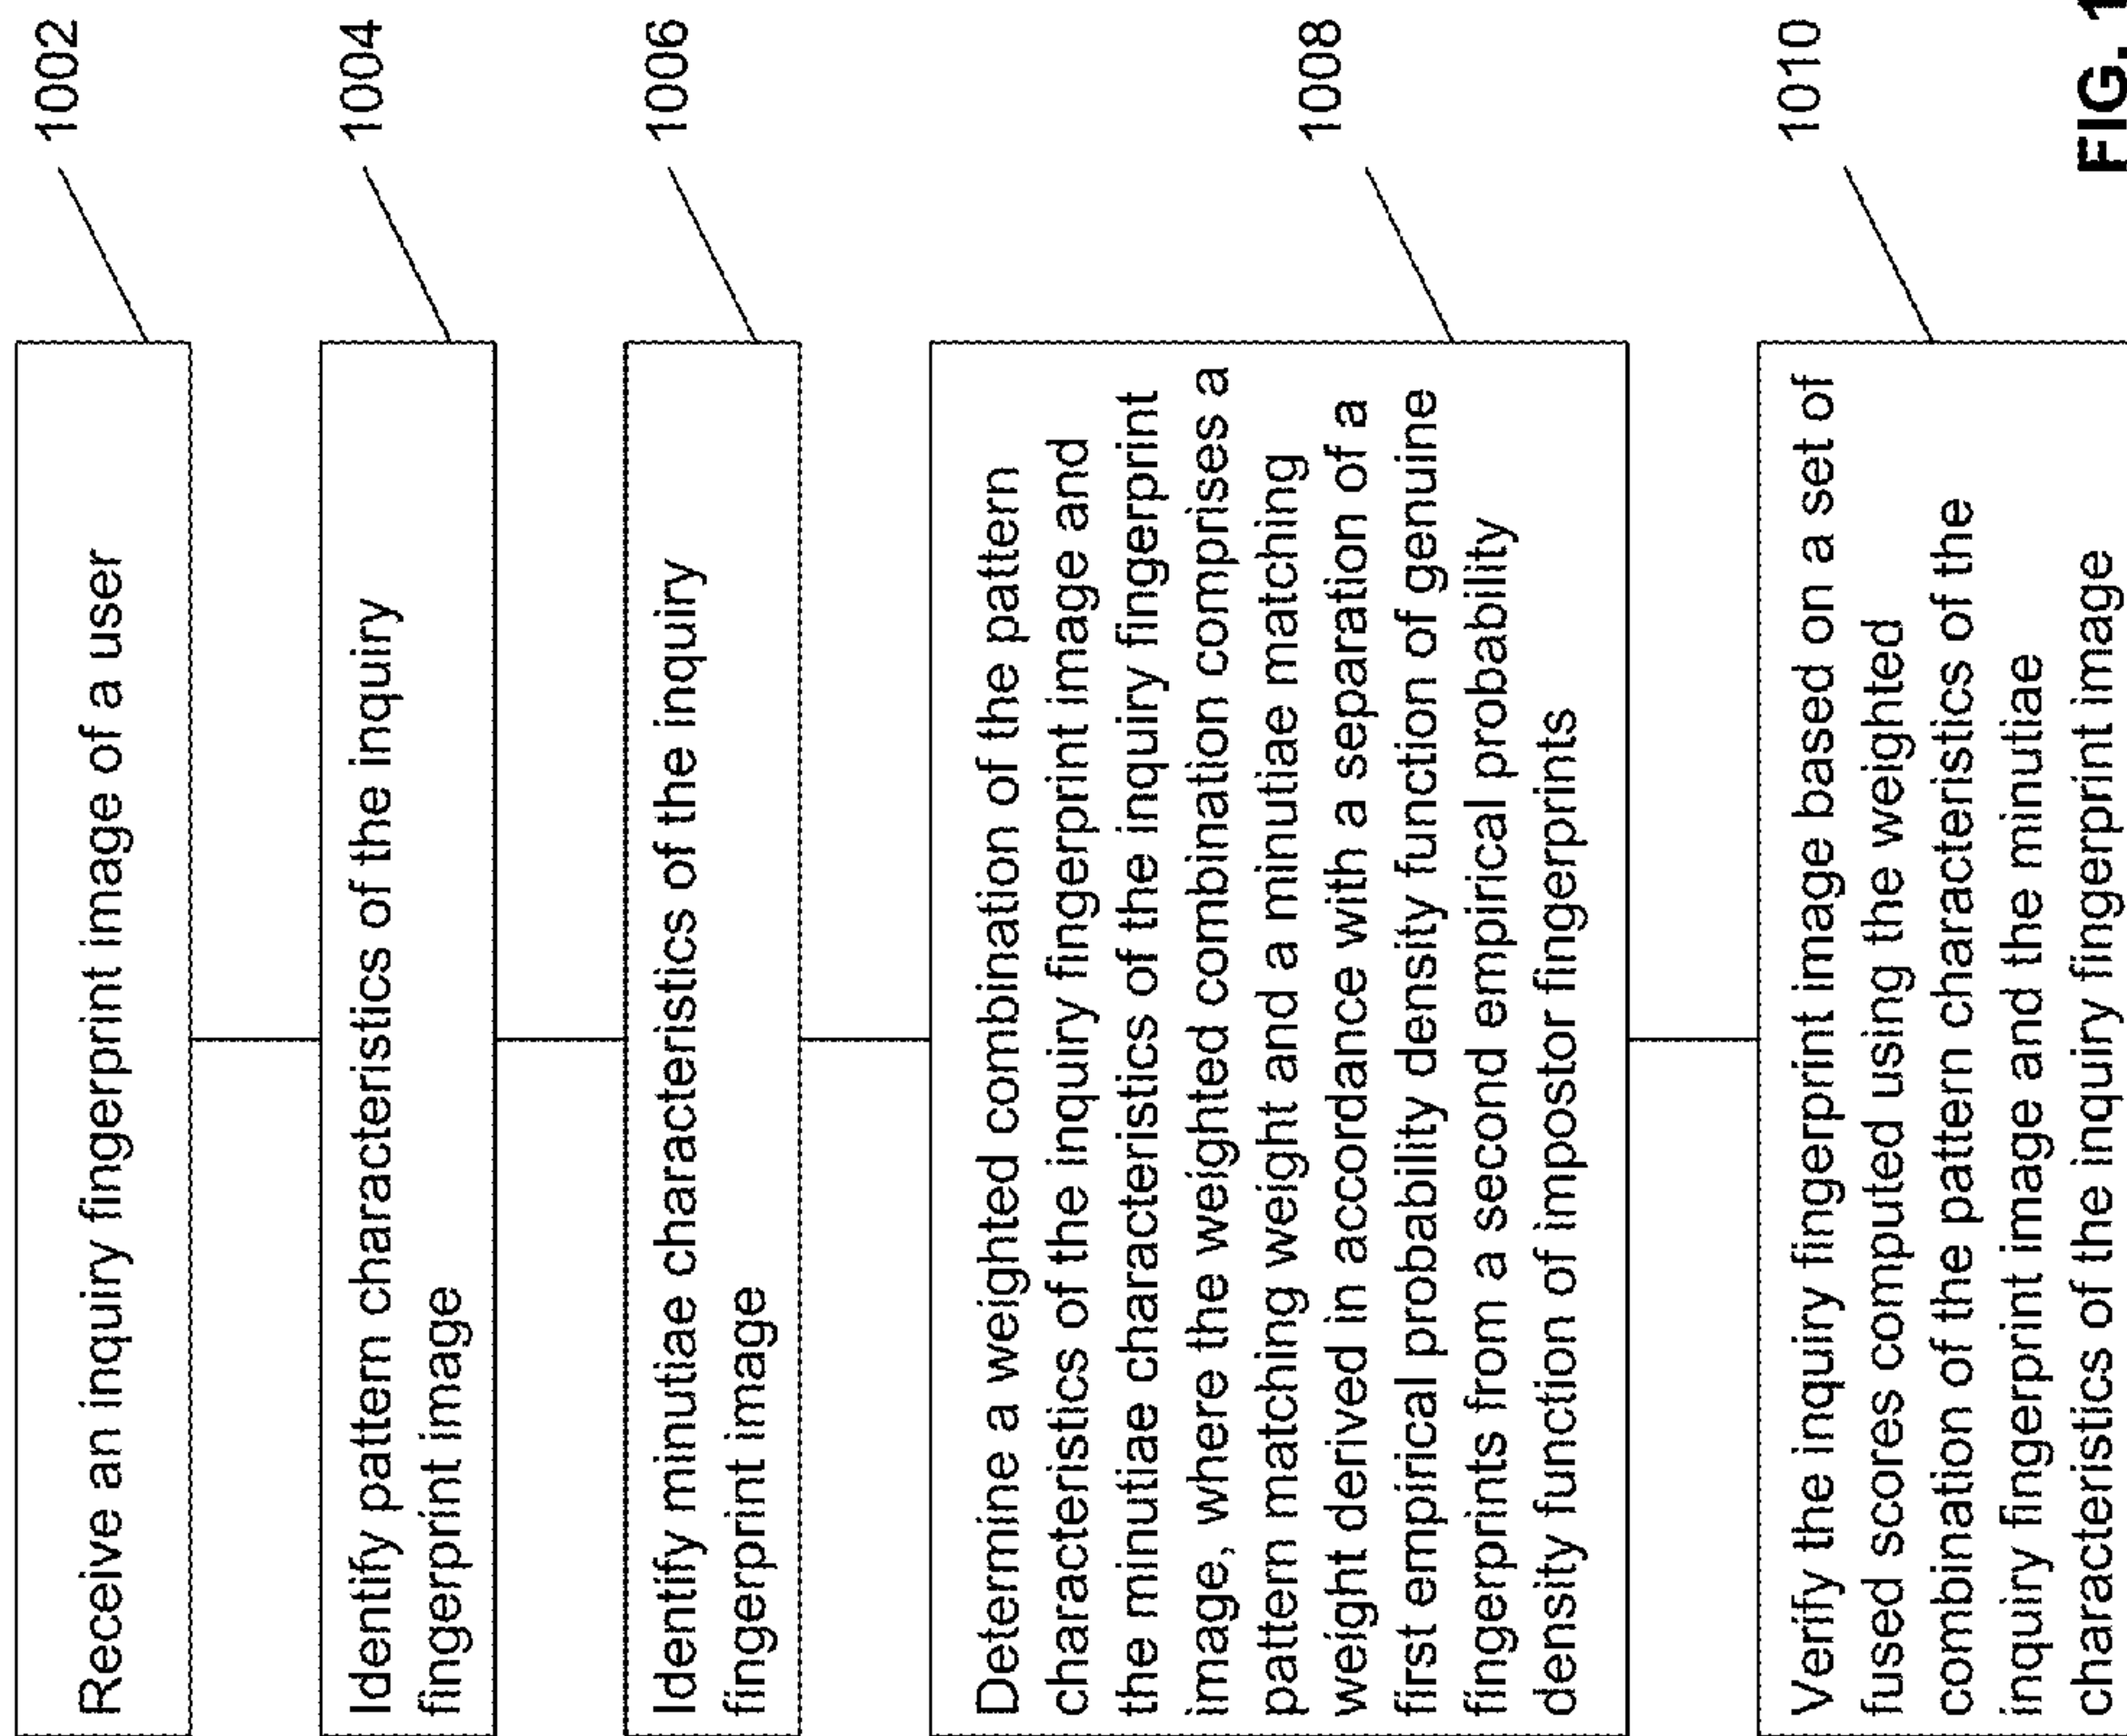 Receive an inquiry fingerprint image of a user
1002
Identify pattern characteristics of the inquiry
fingerprint image
1004
Identify minutiae characteristics of the inquiry
fingerprint image
1006
Determine a weighted combination of the pattern
characteristics of the inquiry fingerprint image and
the minutiae characteristics of the inquiry fingerprint
image, where the weighted combination comprises a
pattern matching weight and a minutiae matching
weight derived in accordance with a separation of a
first empirical probability density function of genuine
fingerprints from a second empirical probability
density function of impostor fingerprints
1008
Verify the inquiry fingerprint image based on a set of
fused scores computed using the weighted
combination of the pattern characteristics of the
inquiry fingerprint image and the minutiae
characteristics of the inquiry fingerprint image
1010
FIG.